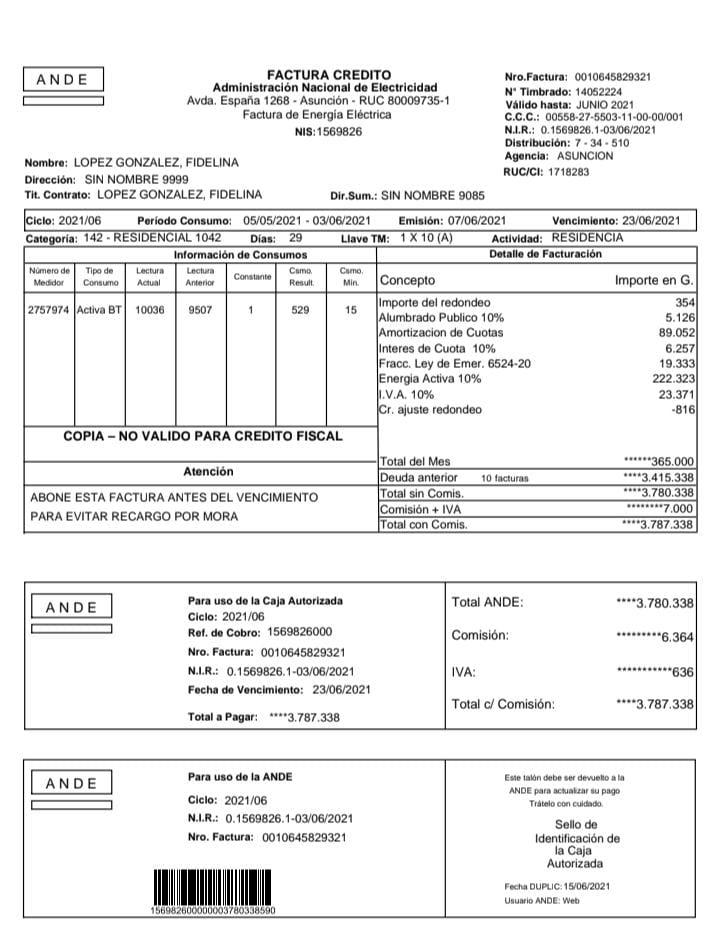 ANDE
FACTURA CREDITO
Administración Nacional de Electricidad
Avda. España 1268 - Asunción - RUC 80009735-1
Factura de Energía Eléctrica
NIS:1569826
Nro.Factura: 0010645829321
N° Timbrado: 14052224
Válido hasta: JUNIO 2021
C.C.C.: 00558-27-5503-11-00-00/001
N.I.R.: 0.1569826.1-03/06/2021
Distribución: 7 - 34 - 510
Agencia: ASUNCION
RUC/CI: 1718283
Nombre: LOPEZ GONZALEZ, FIDELINA
Dirección: SIN NOMBRE 9999
Tit. Contrato: LOPEZ GONZALEZ, FIDELINA Dir.Sum.: SIN NOMBRE 9085
Ciclo: 2021/06 Período Consumo: 05/05/2021 - 03/06/2021 Emisión: 07/06/2021 Vencimiento: 23/06/2021
Categoría: 142 - RESIDENCIAL 1042 Días: 29 Llave TM: 1 X 10 (A) Actividad: RESIDENCIA
Información de Consumos
Número de Medidor Tipo de Consumo Lectura Actual Lectura Anterior Constante Csmo. Result. Csmo. Min.
2757974 Activa BT 10036 9507 1 529 15
COPIA – NO VALIDO PARA CREDITO FISCAL
Atención
ABONE ESTA FACTURA ANTES DEL VENCIMIENTO
PARA EVITAR RECARGO POR MORA
Detalle de Facturación
Concepto Importe en G.
Importe del redondeo 354
Alumbrado Publico 10% 5.126
Amortizacion de Cuotas 89.052
Interes de Cuota 10% 6.257
Fracc. Ley de Emer. 6524-20 19.333
Energia Activa 10% 222.323
I.V.A. 10% 23.371
Cr. ajuste redondeo -816
Total del Mes ******365.000
Deuda anterior 10 facturas ****3.415.338
Total sin Comis. ****3.780.338
Comisión + IVA ********7.000
Total con Comis. ****3.787.338
ANDE
Para uso de la Caja Autorizada
Ciclo: 2021/06
Ref. de Cobro: 1569826000
Nro. Factura: 0010645829321
N.I.R.: 0.1569826.1-03/06/2021
Fecha de Vencimiento: 23/06/2021
Total a Pagar: ****3.787.338
Total ANDE: ****3.780.338
Comisión: *********6.364
IVA: ***********636
Total c/ Comisión: ****3.787.338
ANDE
Para uso de la ANDE
Ciclo: 2021/06
N.I.R.: 0.1569826.1-03/06/2021
Nro. Factura: 0010645829321
15698260000003780338590
Este talón debe ser devuelto a la
ANDE para actualizar su pago
Trátelo con cuidado.
Sello de
Identificación de
la Caja
Autorizada
Fecha DUPLIC: 15/06/2021
Usuario ANDE: Web